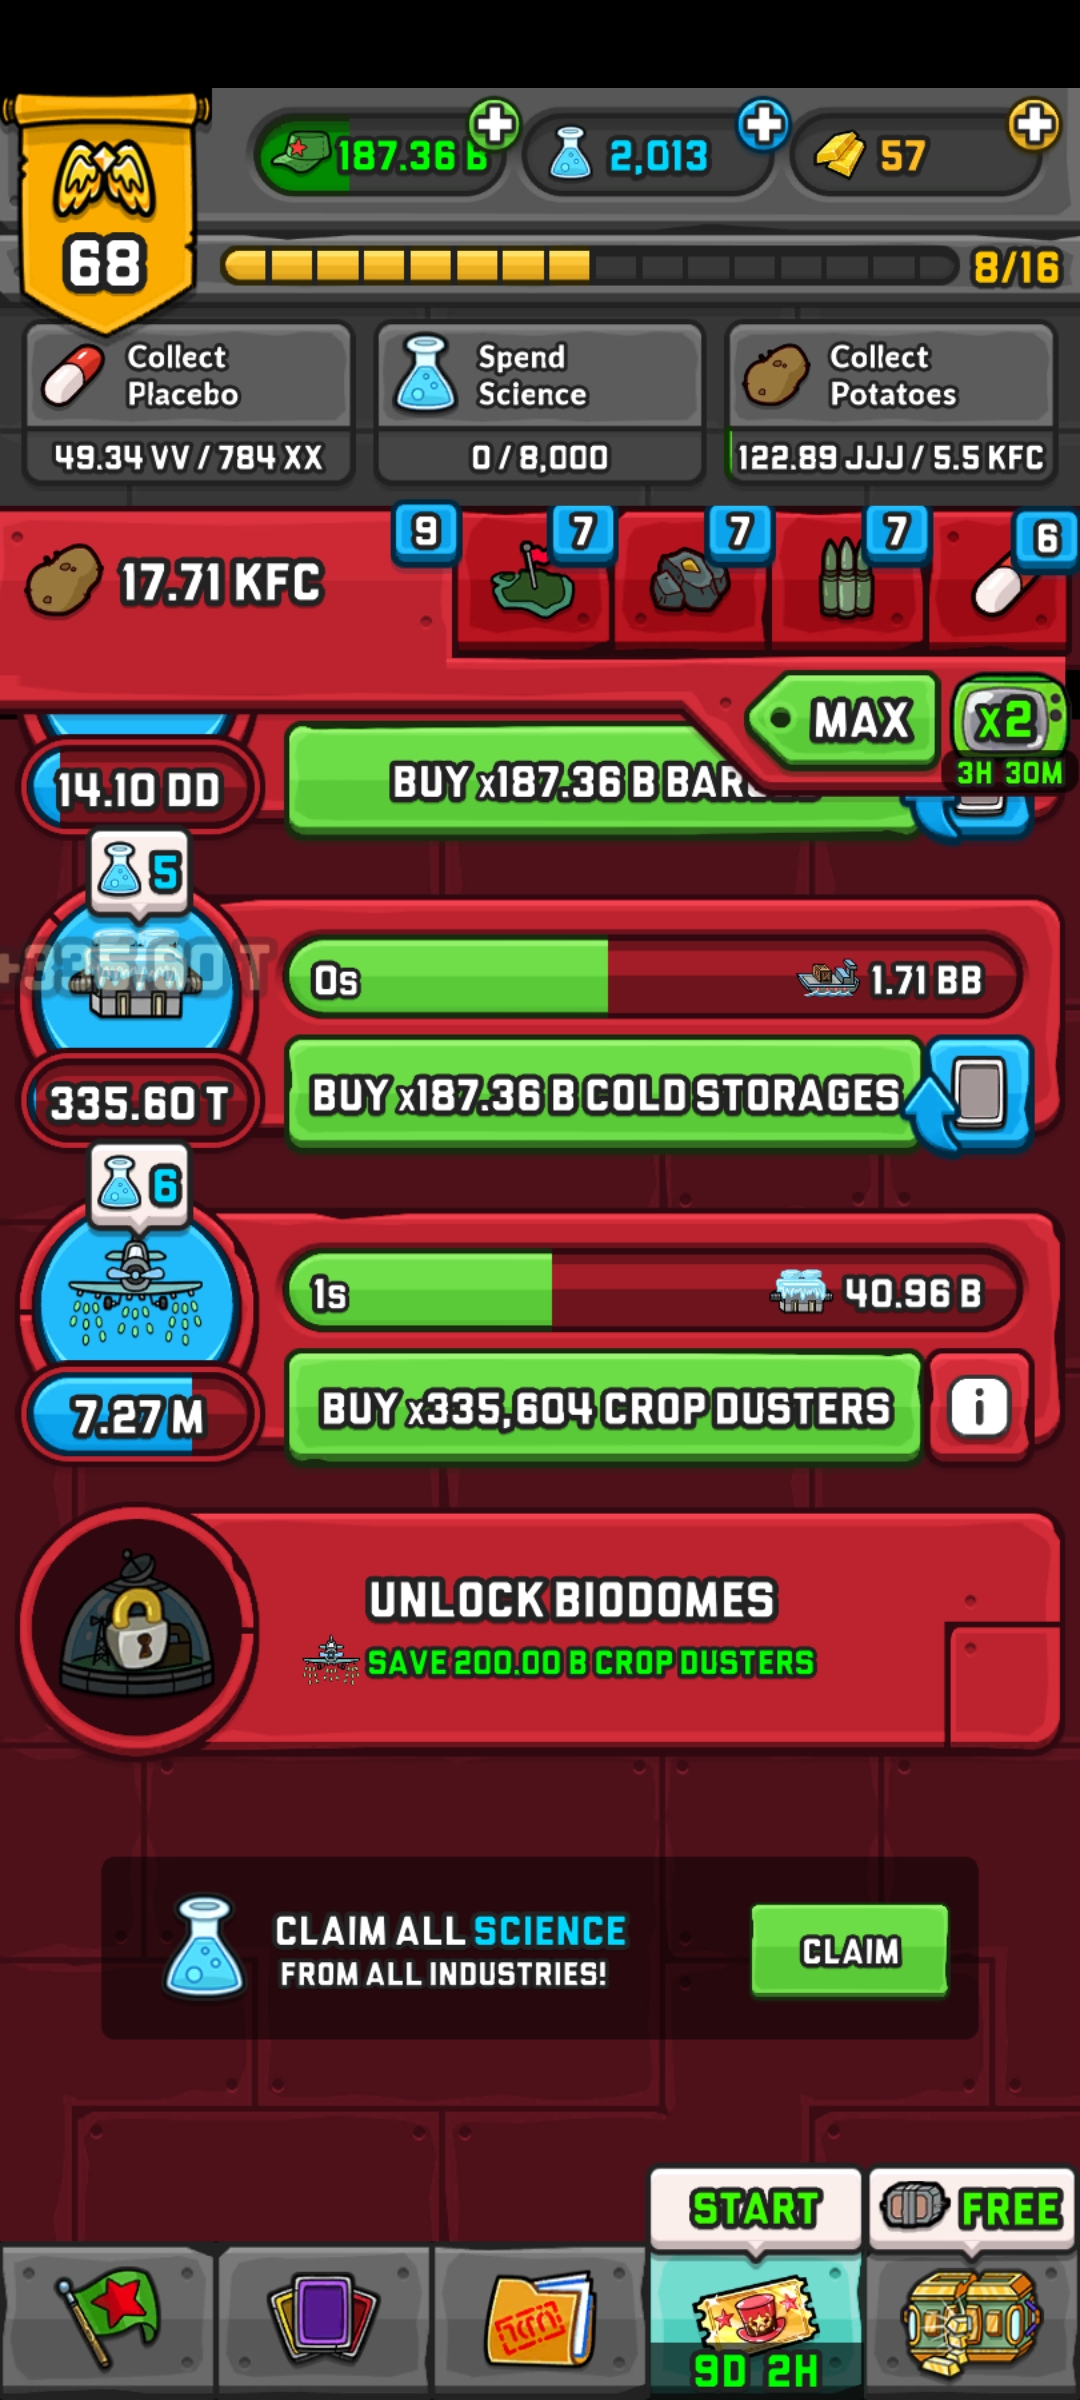 187.36 B
2,013
57
68
8/16
Collect
Placebo
49.34 VV / 784 XX
Spend
Science
0 / 8,000
Collect
Potatoes
122.89 JJJ / 5.5 KFC
17.71 KFC
9
7
7
7
6
MAX
x2
3H 30M
14.10 DD
BUY x187.36 B
5
+335.60 T
0s
1.71 BB
335.60 T
BUY x187.36 B COLD STORAGES
6
1s
40.96 B
7.27 M
BUY x335,604 CROP DUSTERS
i
UNLOCK BIODOMES
SAVE 200.00 B CROP DUSTERS
CLAIM ALL SCIENCE
FROM ALL INDUSTRIES!
CLAIM
START
FREE
9D 2H